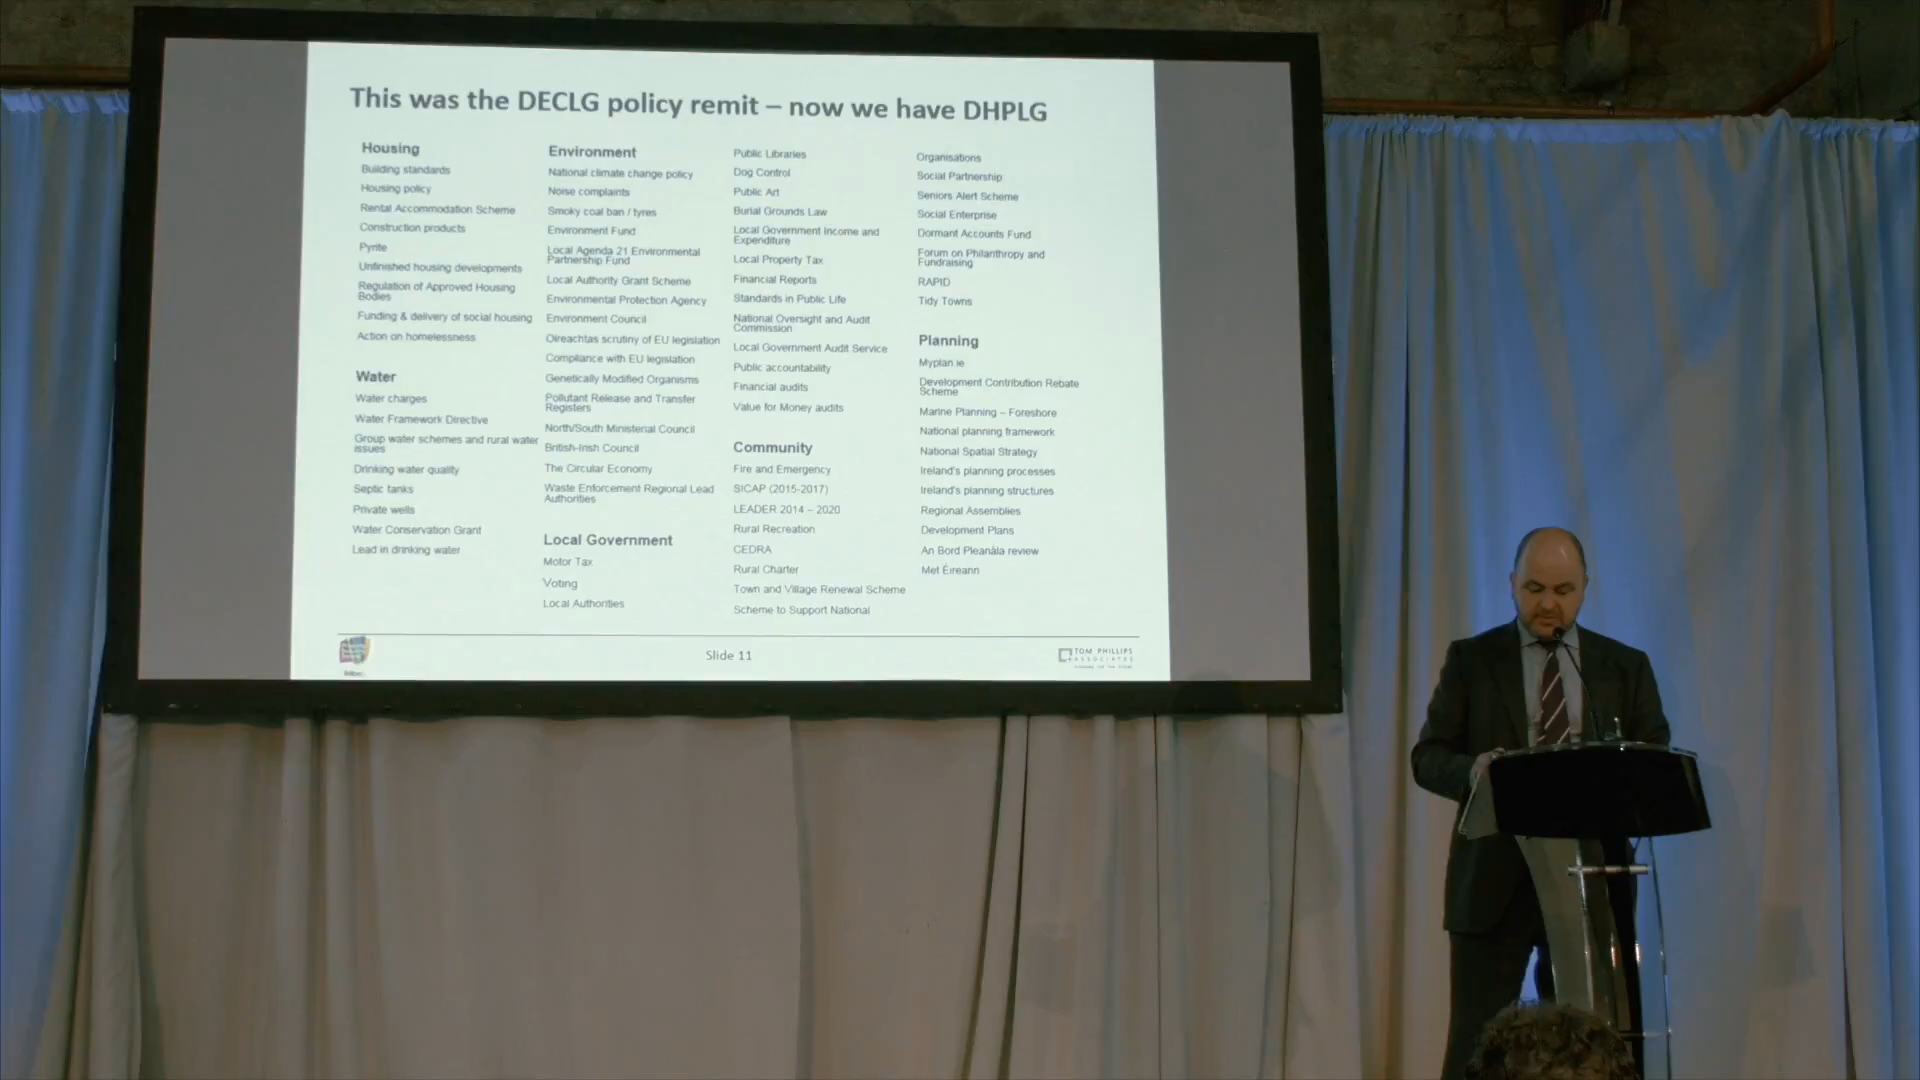 This was the DECLG policy remit – now we have DHPLG
Housing
Building standards
Housing policy
Rental Accommodation Scheme
Construction products
Pyrite
Unfinished housing developments
Regulation of Approved Housing
Bodies
Funding & delivery of social housing
Action on homelessness
Water
Water charges
Water Framework Directive
Group water schemes and rural water
issues
Drinking water quality
Septic tanks
Private wells
Water Conservation Grant
Lead in drinking water
Environment
National climate change policy
Noise complaints
Smoky coal ban / tyres
Environment Fund
Local Agenda 21 Environmental
Partnership Fund
Local Authority Grant Scheme
Environmental Protection Agency
Environment Council
Oireachtas scrutiny of EU legislation
Compliance with EU legislation
Genetically Modified Organisms
Pollutant Release and Transfer
Registers
North/South Ministerial Council
British-Irish Council
The Circular Economy
Waste Enforcement Regional Lead
Authorities
Local Government
Motor Tax
Voting
Local Authorities
Public Libraries
Dog Control
Public Art
Burial Grounds Law
Local Government Income and
Expenditure
Local Property Tax
Financial Reports
Standards in Public Life
National Oversight and Audit
Commission
Local Government Audit Service
Public accountability
Financial audits
Value for Money audits
Community
Fire and Emergency
SICAP (2015-2017)
LEADER 2014 – 2020
Rural Recreation
CEDRA
Rural Charter
Town and Village Renewal Scheme
Scheme to Support National
Organisations
Social Partnership
Seniors Alert Scheme
Social Enterprise
Dormant Accounts Fund
Forum on Philanthropy and
Fundraising
RAPID
Tidy Towns
Planning
Myplan.ie
Development Contribution Rebate
Scheme
Marine Planning – Foreshore
National planning framework
National Spatial Strategy
Ireland's planning processes
Ireland's planning structures
Regional Assemblies
Development Plans
An Bord Pleanála review
Met Éireann
Slide 11
TOM PHILLIPS
ASSOCIATES